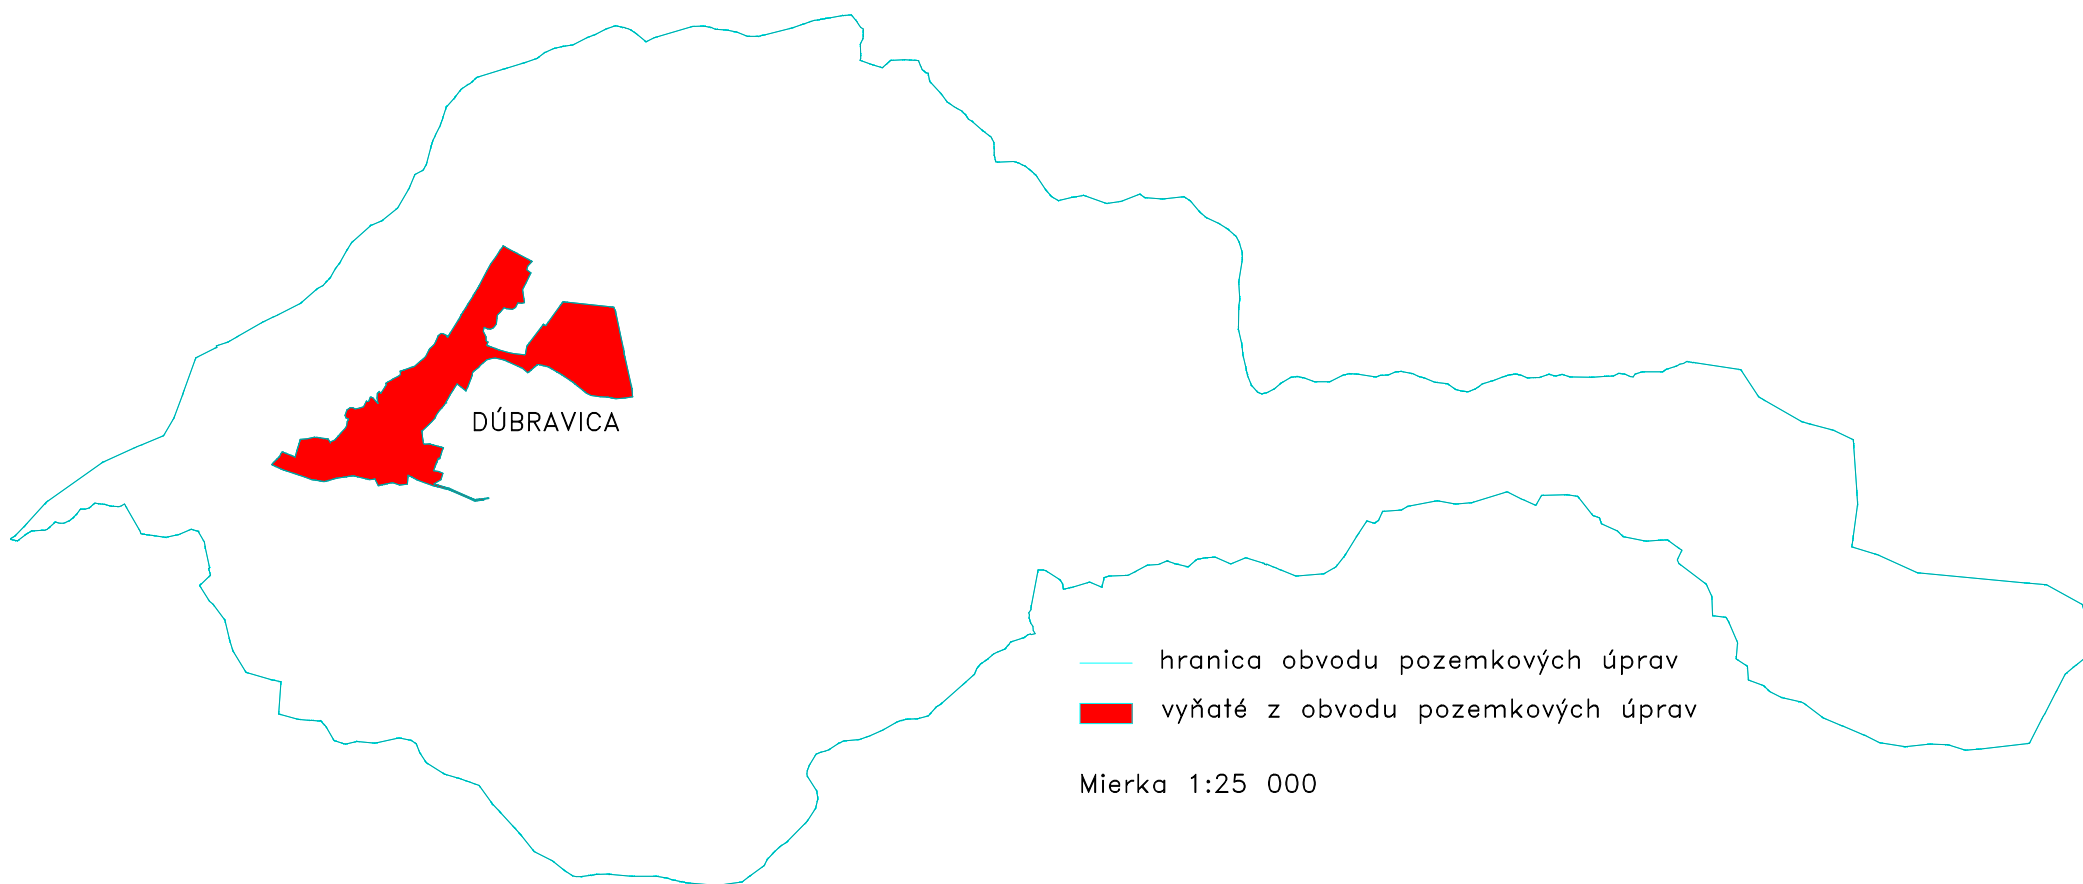 DÚBRAVICA
hranica obvodu pozemkových úprav
vyňaté z obvodu pozemkových úprav
Mierka 1:25 000